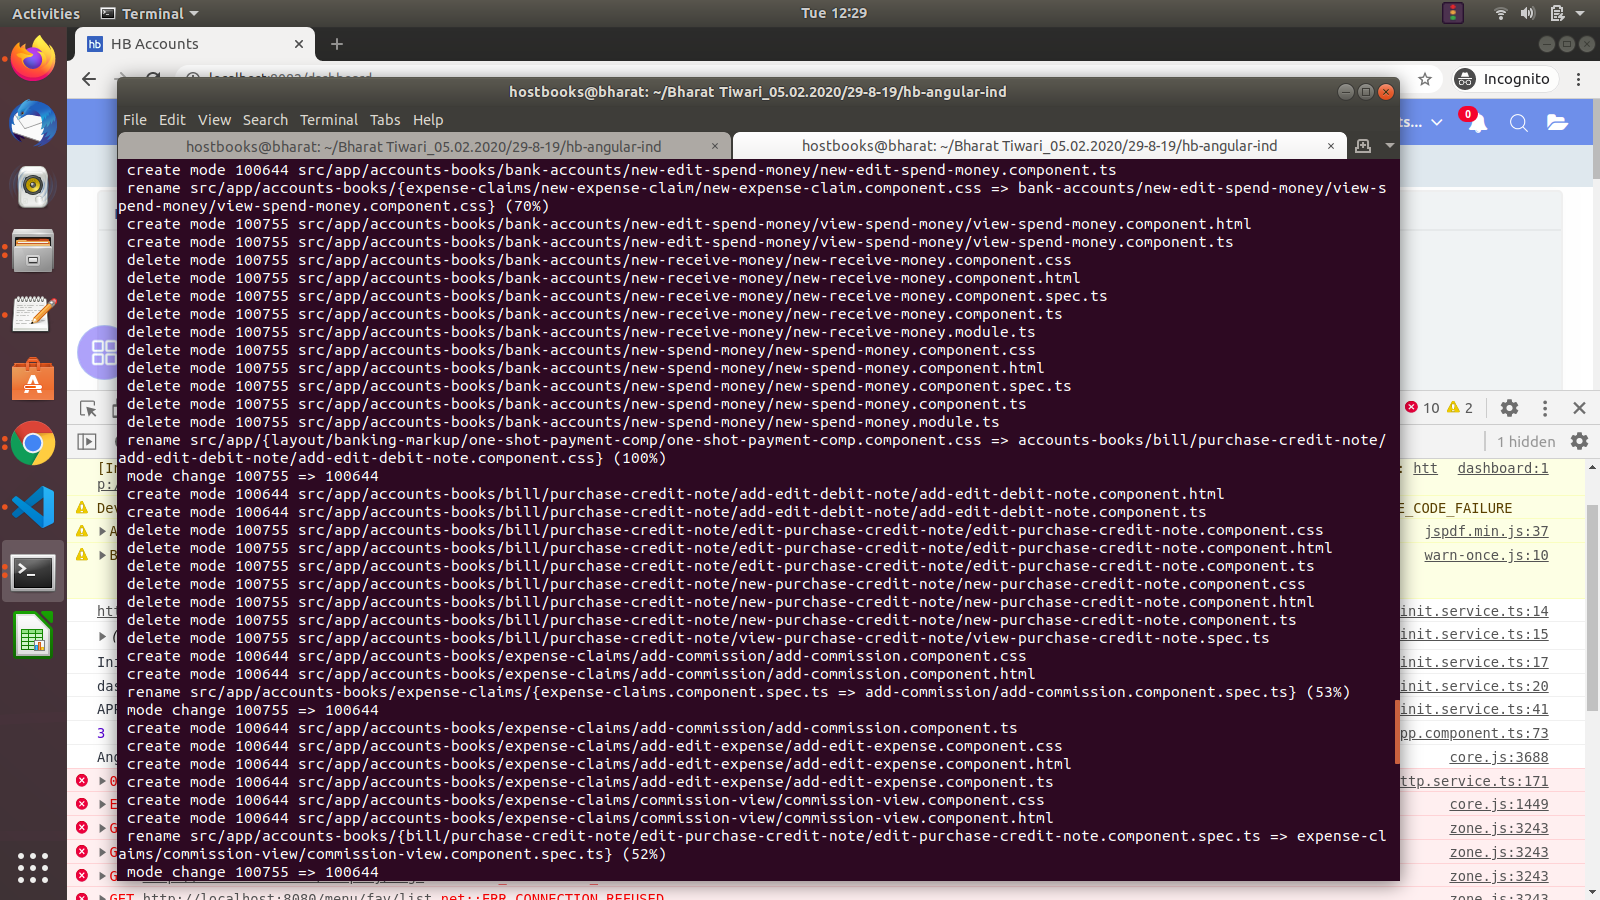 Activities
Terminal
Tue 12:29
HB Accounts
Incognito
hostbooks@bharat: ~/Bharat Tiwari_05.02.2020/29-8-19/hb-angular-ind
File Edit View Search Terminal Tabs Help
ts...
0
hostbooks@bharat: ~/Bharat Tiwari_05.02.2020/29-8-19/hb-angular-ind
hostbooks@bharat: ~/Bharat Tiwari_05.02.2020/29-8-19/hb-angular-ind
create mode 100644 src/app/accounts-books/bank-accounts/new-edit-spend-money/new-edit-spend-money.component.ts
rename src/app/accounts-books/{expense-claims/new-expense-claim/new-expense-claim.component.css => bank-accounts/new-edit-spend-money/view-s
pend-money/view-spend-money.component.css} (70%)
create mode 100755 src/app/accounts-books/bank-accounts/new-edit-spend-money/view-spend-money/view-spend-money.component.html
create mode 100755 src/app/accounts-books/bank-accounts/new-edit-spend-money/view-spend-money/view-spend-money.component.ts
delete mode 100755 src/app/accounts-books/bank-accounts/new-receive-money/new-receive-money.component.css
delete mode 100755 src/app/accounts-books/bank-accounts/new-receive-money/new-receive-money.component.html
delete mode 100755 src/app/accounts-books/bank-accounts/new-receive-money/new-receive-money.component.spec.ts
delete mode 100755 src/app/accounts-books/bank-accounts/new-receive-money/new-receive-money.component.ts
delete mode 100755 src/app/accounts-books/bank-accounts/new-receive-money/new-receive-money.module.ts
delete mode 100755 src/app/accounts-books/bank-accounts/new-spend-money/new-spend-money.component.css
delete mode 100755 src/app/accounts-books/bank-accounts/new-spend-money/new-spend-money.component.html
delete mode 100755 src/app/accounts-books/bank-accounts/new-spend-money/new-spend-money.component.spec.ts
delete mode 100755 src/app/accounts-books/bank-accounts/new-spend-money/new-spend-money.component.ts
delete mode 100755 src/app/accounts-books/bank-accounts/new-spend-money/new-spend-money.module.ts
rename src/app/{layout/banking-markup/one-shot-payment-comp/one-shot-payment-comp.component.css => accounts-books/bill/purchase-credit-note/
add-edit-debit-note/add-edit-debit-note.component.css} (100%)
mode change 100755 => 100644
create mode 100644 src/app/accounts-books/bill/purchase-credit-note/add-edit-debit-note/add-edit-debit-note.component.html
create mode 100644 src/app/accounts-books/bill/purchase-credit-note/add-edit-debit-note/add-edit-debit-note.component.ts
delete mode 100755 src/app/accounts-books/bill/purchase-credit-note/edit-purchase-credit-note/edit-purchase-credit-note.component.css
delete mode 100755 src/app/accounts-books/bill/purchase-credit-note/edit-purchase-credit-note/edit-purchase-credit-note.component.html
delete mode 100755 src/app/accounts-books/bill/purchase-credit-note/edit-purchase-credit-note/edit-purchase-credit-note.component.ts
delete mode 100755 src/app/accounts-books/bill/purchase-credit-note/new-purchase-credit-note/new-purchase-credit-note.component.css
delete mode 100755 src/app/accounts-books/bill/purchase-credit-note/new-purchase-credit-note/new-purchase-credit-note.component.html
delete mode 100755 src/app/accounts-books/bill/purchase-credit-note/new-purchase-credit-note/new-purchase-credit-note.component.ts
delete mode 100755 src/app/accounts-books/bill/purchase-credit-note/view-purchase-credit-note/view-purchase-credit-note.spec.ts
create mode 100644 src/app/accounts-books/expense-claims/add-commission/add-commission.component.css
create mode 100644 src/app/accounts-books/expense-claims/add-commission/add-commission.component.html
rename src/app/accounts-books/expense-claims/{expense-claims.component.spec.ts => add-commission/add-commission.component.spec.ts} (53%)
mode change 100755 => 100644
create mode 100644 src/app/accounts-books/expense-claims/add-commission/add-commission.component.ts
create mode 100644 src/app/accounts-books/expense-claims/add-edit-expense/add-edit-expense.component.css
create mode 100644 src/app/accounts-books/expense-claims/add-edit-expense/add-edit-expense.component.html
create mode 100644 src/app/accounts-books/expense-claims/add-edit-expense/add-edit-expense.component.ts
create mode 100644 src/app/accounts-books/expense-claims/commission-view/commission-view.component.css
create mode 100644 src/app/accounts-books/expense-claims/commission-view/commission-view.component.html
rename src/app/accounts-books/{bill/purchase-credit-note/edit-purchase-credit-note/edit-purchase-credit-note.component.spec.ts => expense-cl
aims/commission-view/commission-view.component.spec.ts} (52%)
mode change 100755 => 100644
10 2
1 hidden
[In : htt dashboard:1
p:/
Dev E_CODE_FAILURE
A jspdf.min.js:37
B warn-once.js:10
htt init.service.ts:14
( init.service.ts:15
Ini init.service.ts:17
das init.service.ts:20
APP init.service.ts:41
3 pp.component.ts:73
Ang core.js:3688
0 ttp.service.ts:171
E core.js:1449
G zone.js:3243
G zone.js:3243
G zone.js:3243
GET http://localhost:8080/menu/fav/list net::ERR_CONNECTION_REFUSED zone.js:3243